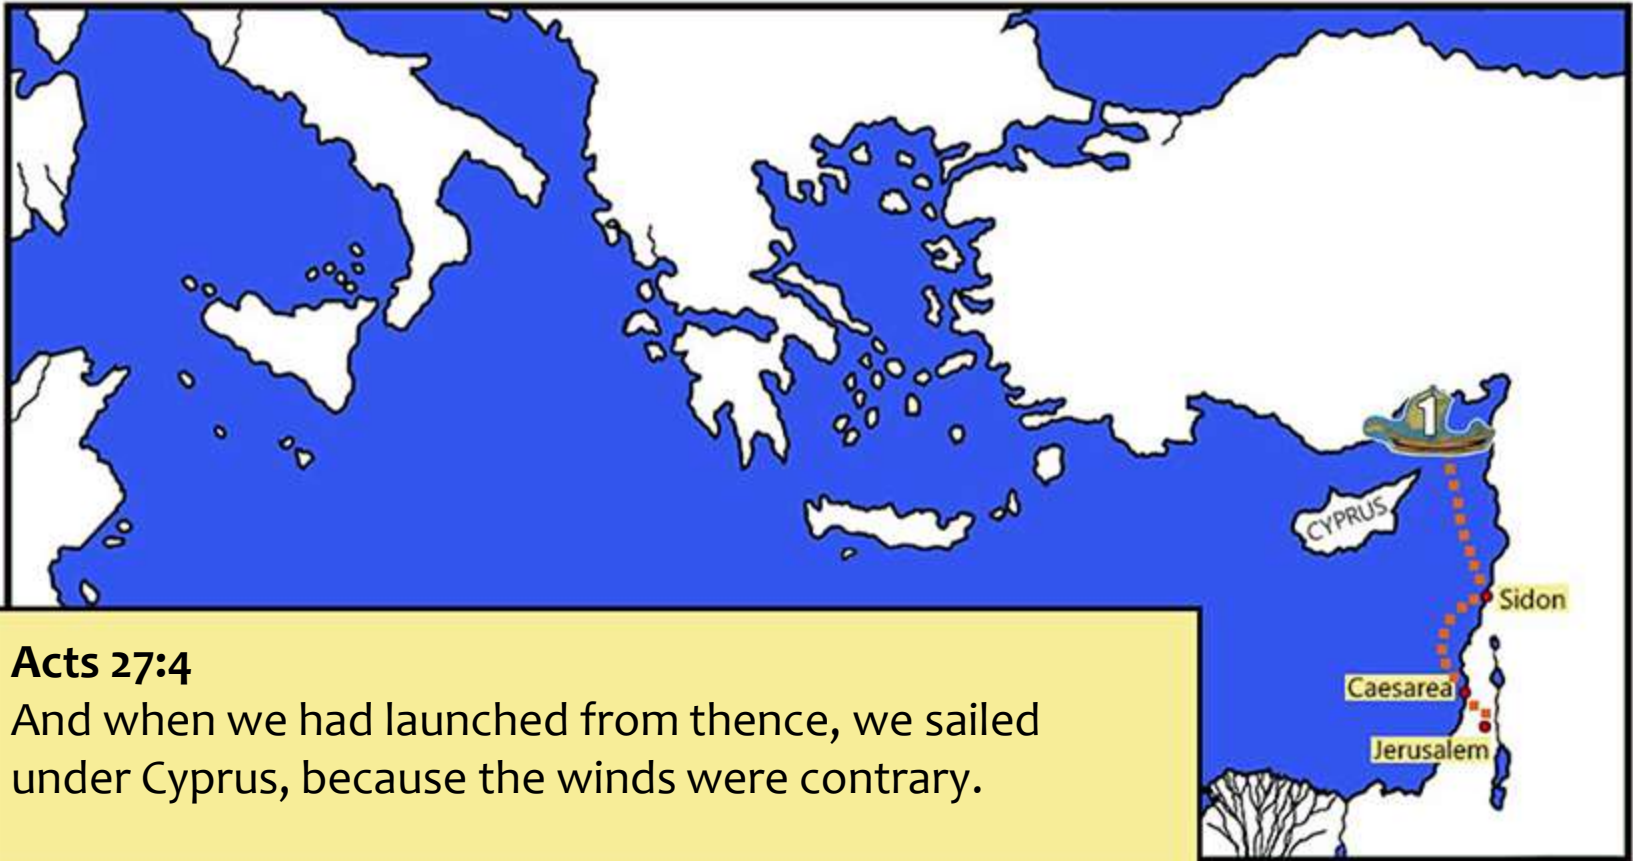 1
CYPRUS
Sidon
Caesarea
Jerusalem
Acts 27:4
And when we had launched from thence, we sailed
under Cyprus, because the winds were contrary.